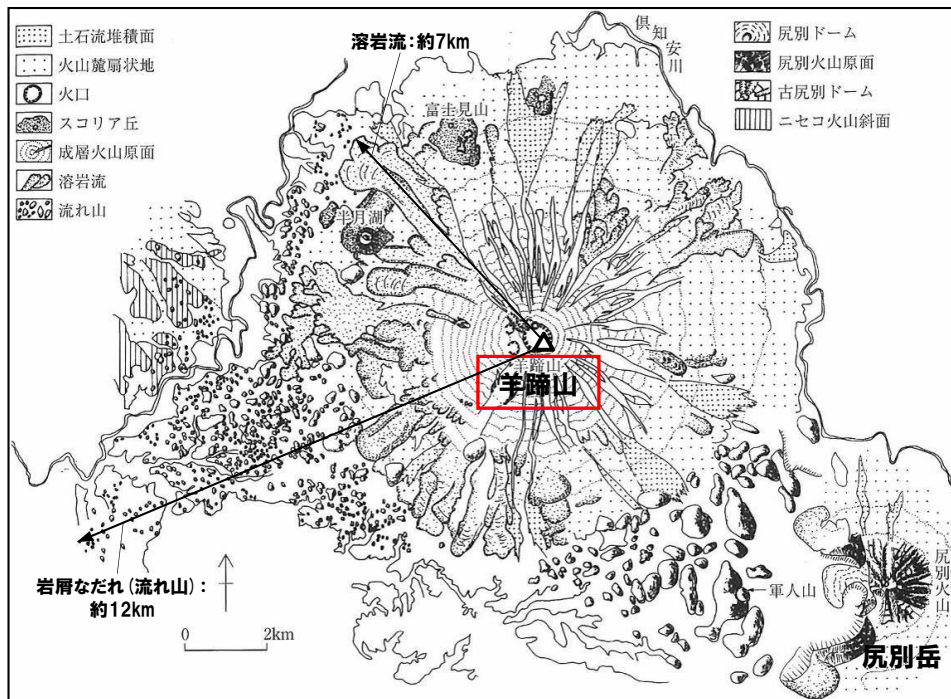 土石流堆積面
火山麓扇状地
火口
スコリア丘
成層火山原面
溶岩流
流れ山
溶岩流：約7km
倶知安川
富士見山
半月湖
尻別ドーム
尻別火山原面
古尻別ドーム
ニセコ火山斜面
羊蹄山
羊蹄山
岩屑なだれ（流れ山）：
約12km
0 2km
軍人山
尻別火山
尻別岳